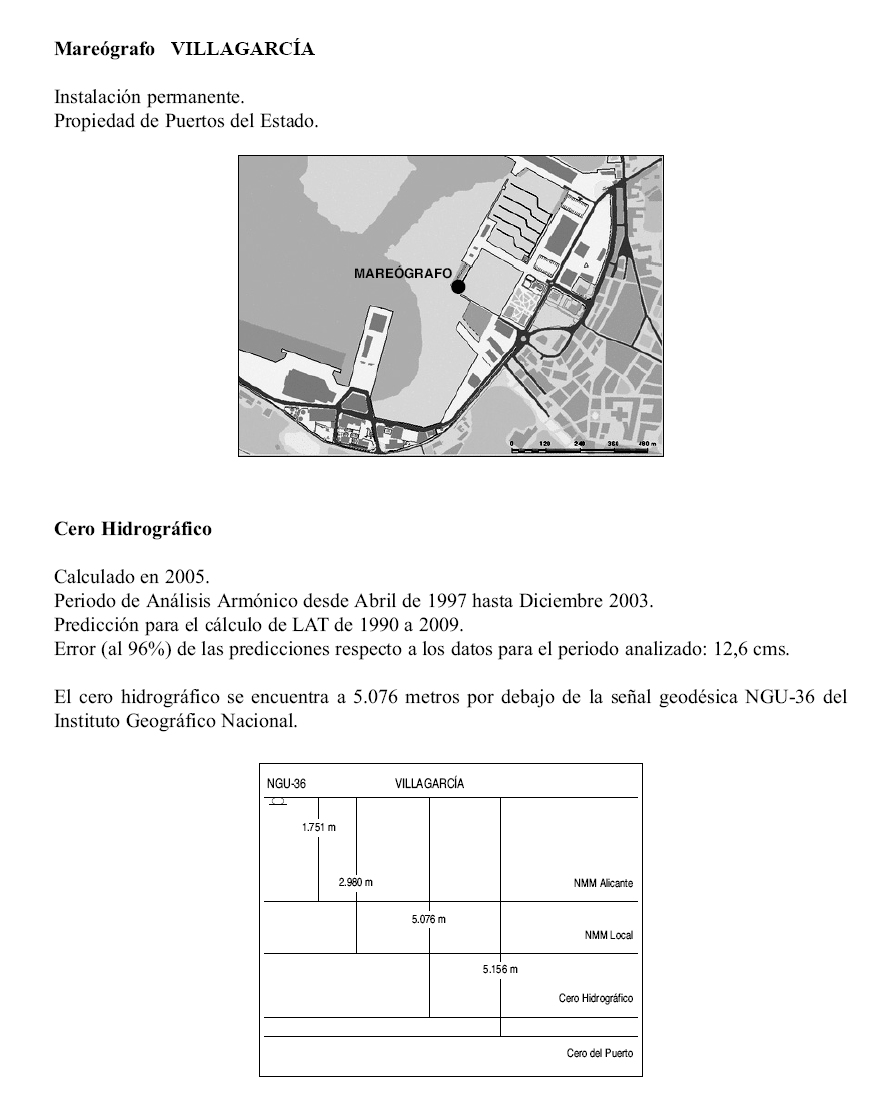 Mareógrafo VILLAGARCÍA
Instalación permanente.
Propiedad de Puertos del Estado.
MAREÓGRAFO
0 120 240 360 480 m
Cero Hidrográfico
Calculado en 2005.
Periodo de Análisis Armónico desde Abril de 1997 hasta Diciembre 2003.
Predicción para el cálculo de LAT de 1990 a 2009.
Error (al 96%) de las predicciones respecto a los datos para el periodo analizado: 12,6 cms.
El cero hidrográfico se encuentra a 5.076 metros por debajo de la señal geodésica NGU-36 del
Instituto Geográfico Nacional.
NGU-36 VILLAGARCÍA
1.751 m
2.980 m
NMM Alicante
5.076 m
NMM Local
5.156 m
Cero Hidrográfico
Cero del Puerto